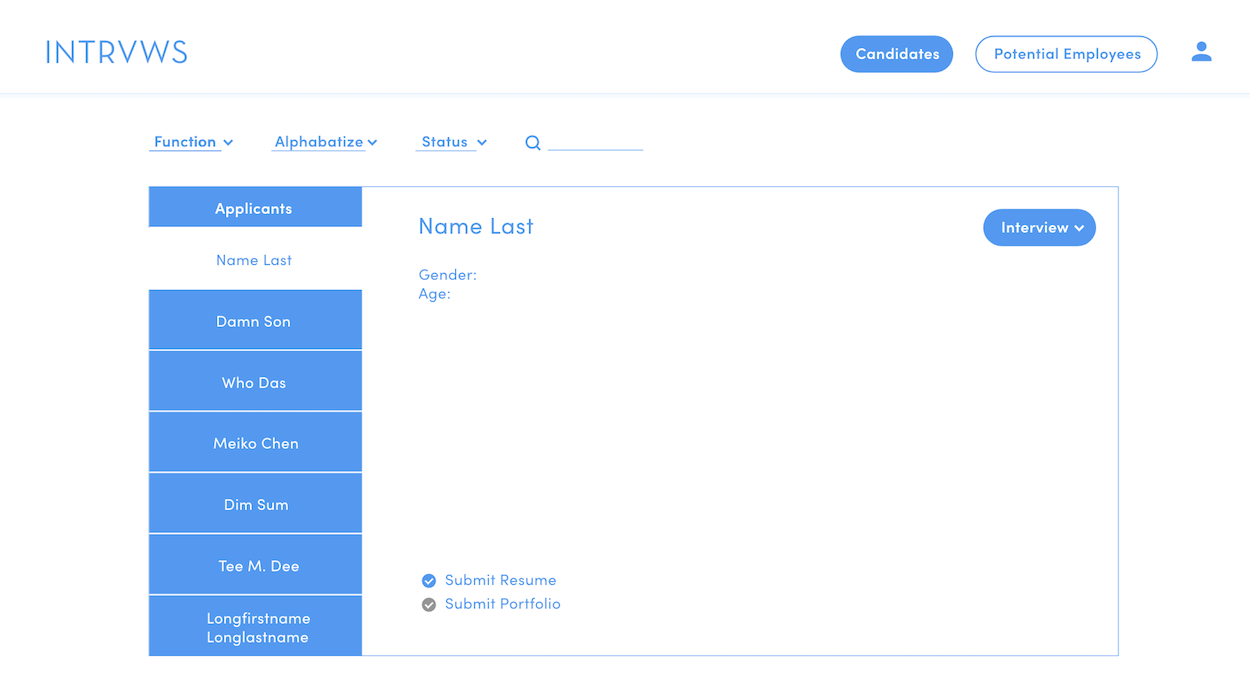 INTRVWS
Candidates
Potential Employees
Function
Alphabatize
Status
Applicants
Name Last
Damn Son
Who Das
Meiko Chen
Dim Sum
Tee M. Dee
Longfirstname
Longlastname
Name Last
Interview
Gender:
Age:
Submit Resume
Submit Portfolio